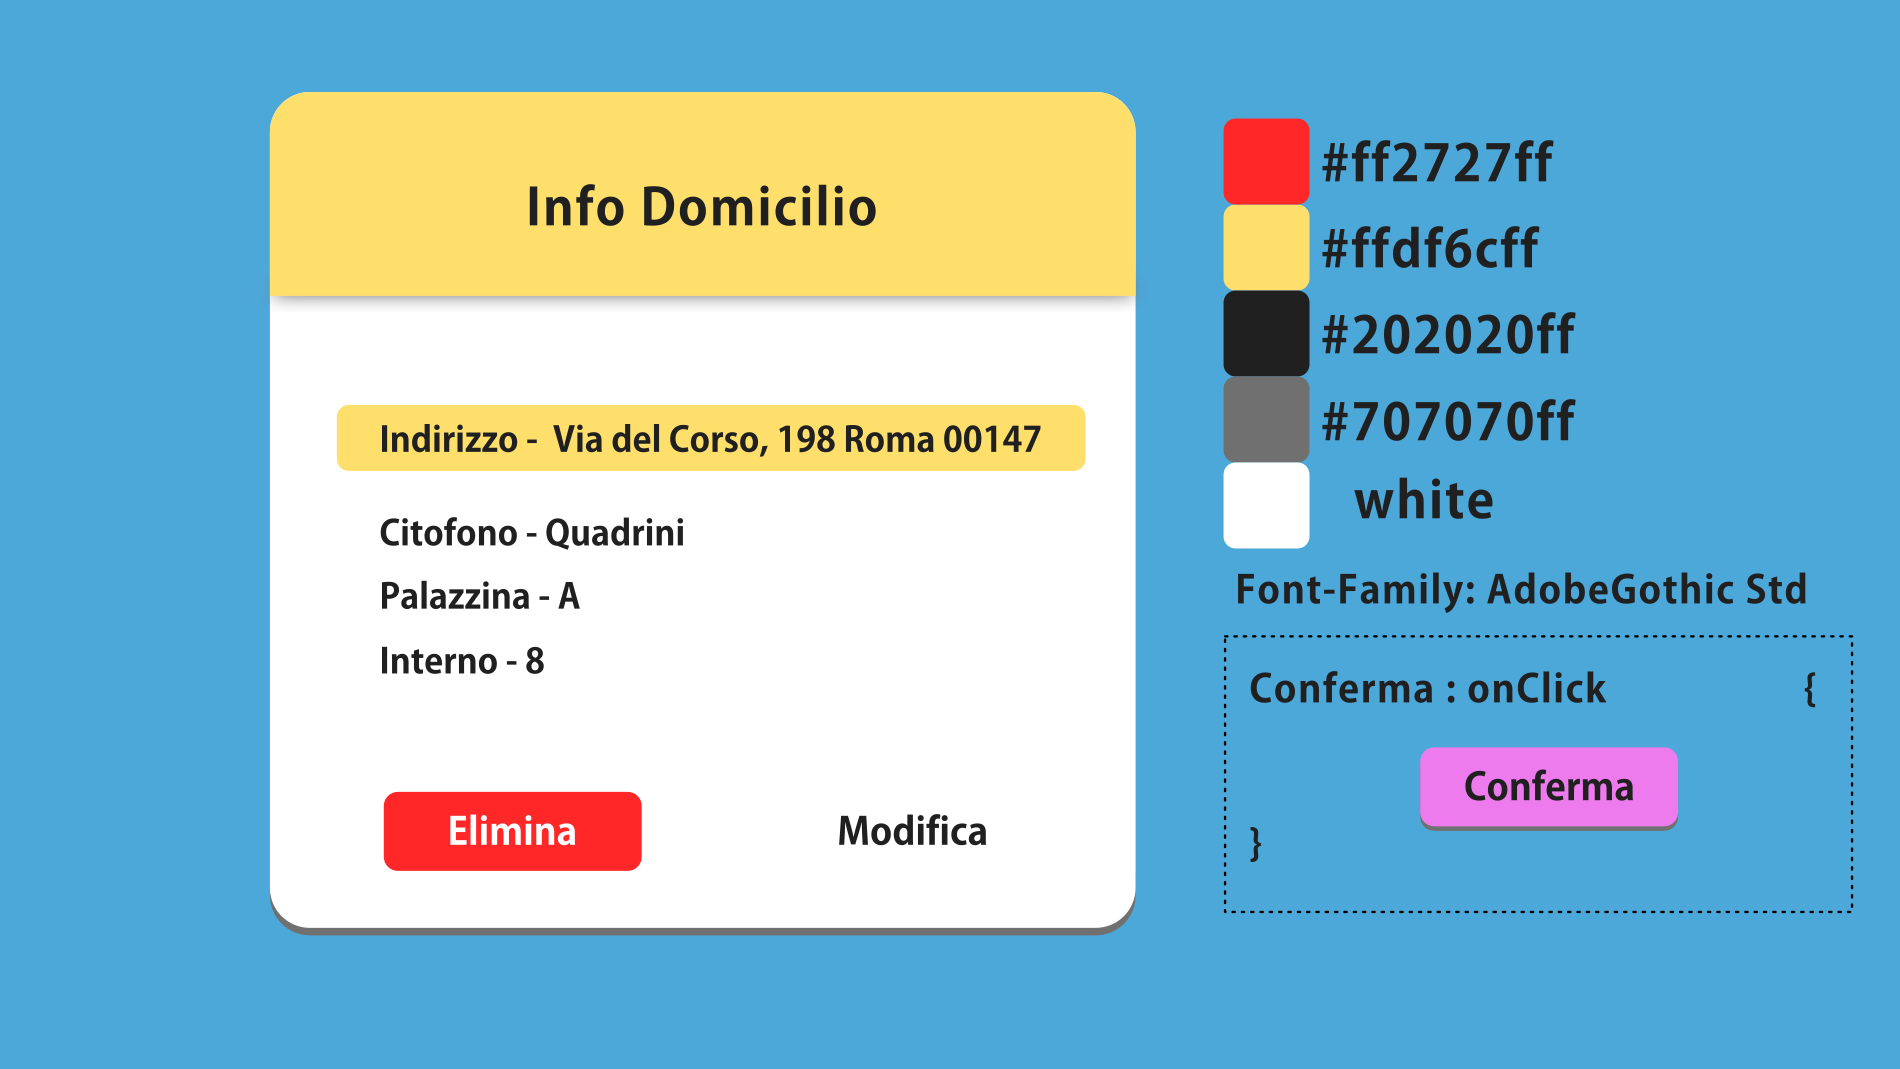 Info Domicilio
Indirizzo - Via del Corso, 198 Roma 00147
Citofono - Quadrini
Palazzina - A
Interno - 8
Elimina
Modifica
#ff2727ff
#ffdf6cff
#202020ff
#707070ff
white
Font-Family: AdobeGothic Std
Conferma : onClick {
Conferma
}